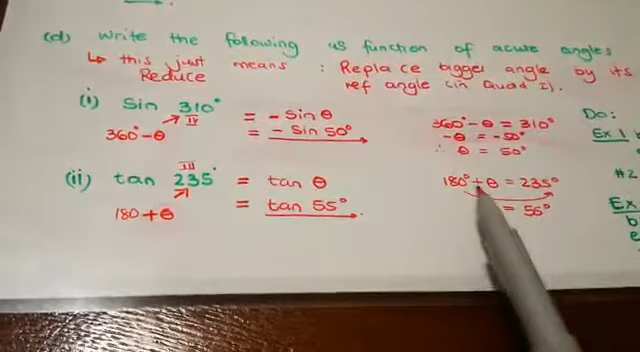 (d) Write the following as function of acute angles
↳ this just means : Replace bigger angle by its
Reduce ref angle (in Quad I).
(i) Sin 310° = - Sin θ
IV
360° - θ = - Sin 50°
360° - θ = 310°
- θ = - 50°
∴ θ = 50°
(ii) tan 235° = tan θ
III
180 + θ = tan 55°
180° + θ = 235°
= 55°
Do:
Ex 1
#2
Ex
b
e